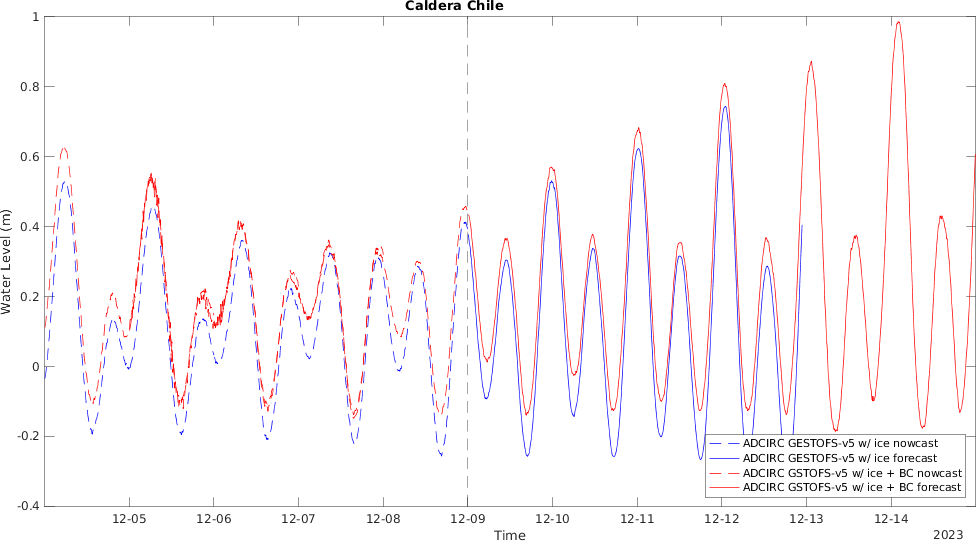 Caldera Chile
1
0.8
0.6
0.4
0.2
0
-0.2
-0.4
Water Level (m)
ADCIRC GESTOFS-v5 w/ ice nowcast
ADCIRC GESTOFS-v5 w/ ice forecast
ADCIRC GSTOFS-v5 w/ ice + BC nowcast
ADCIRC GSTOFS-v5 w/ ice + BC forecast
12-05 12-06 12-07 12-08 12-09 12-10 12-11 12-12 12-13 12-14
Time
2023